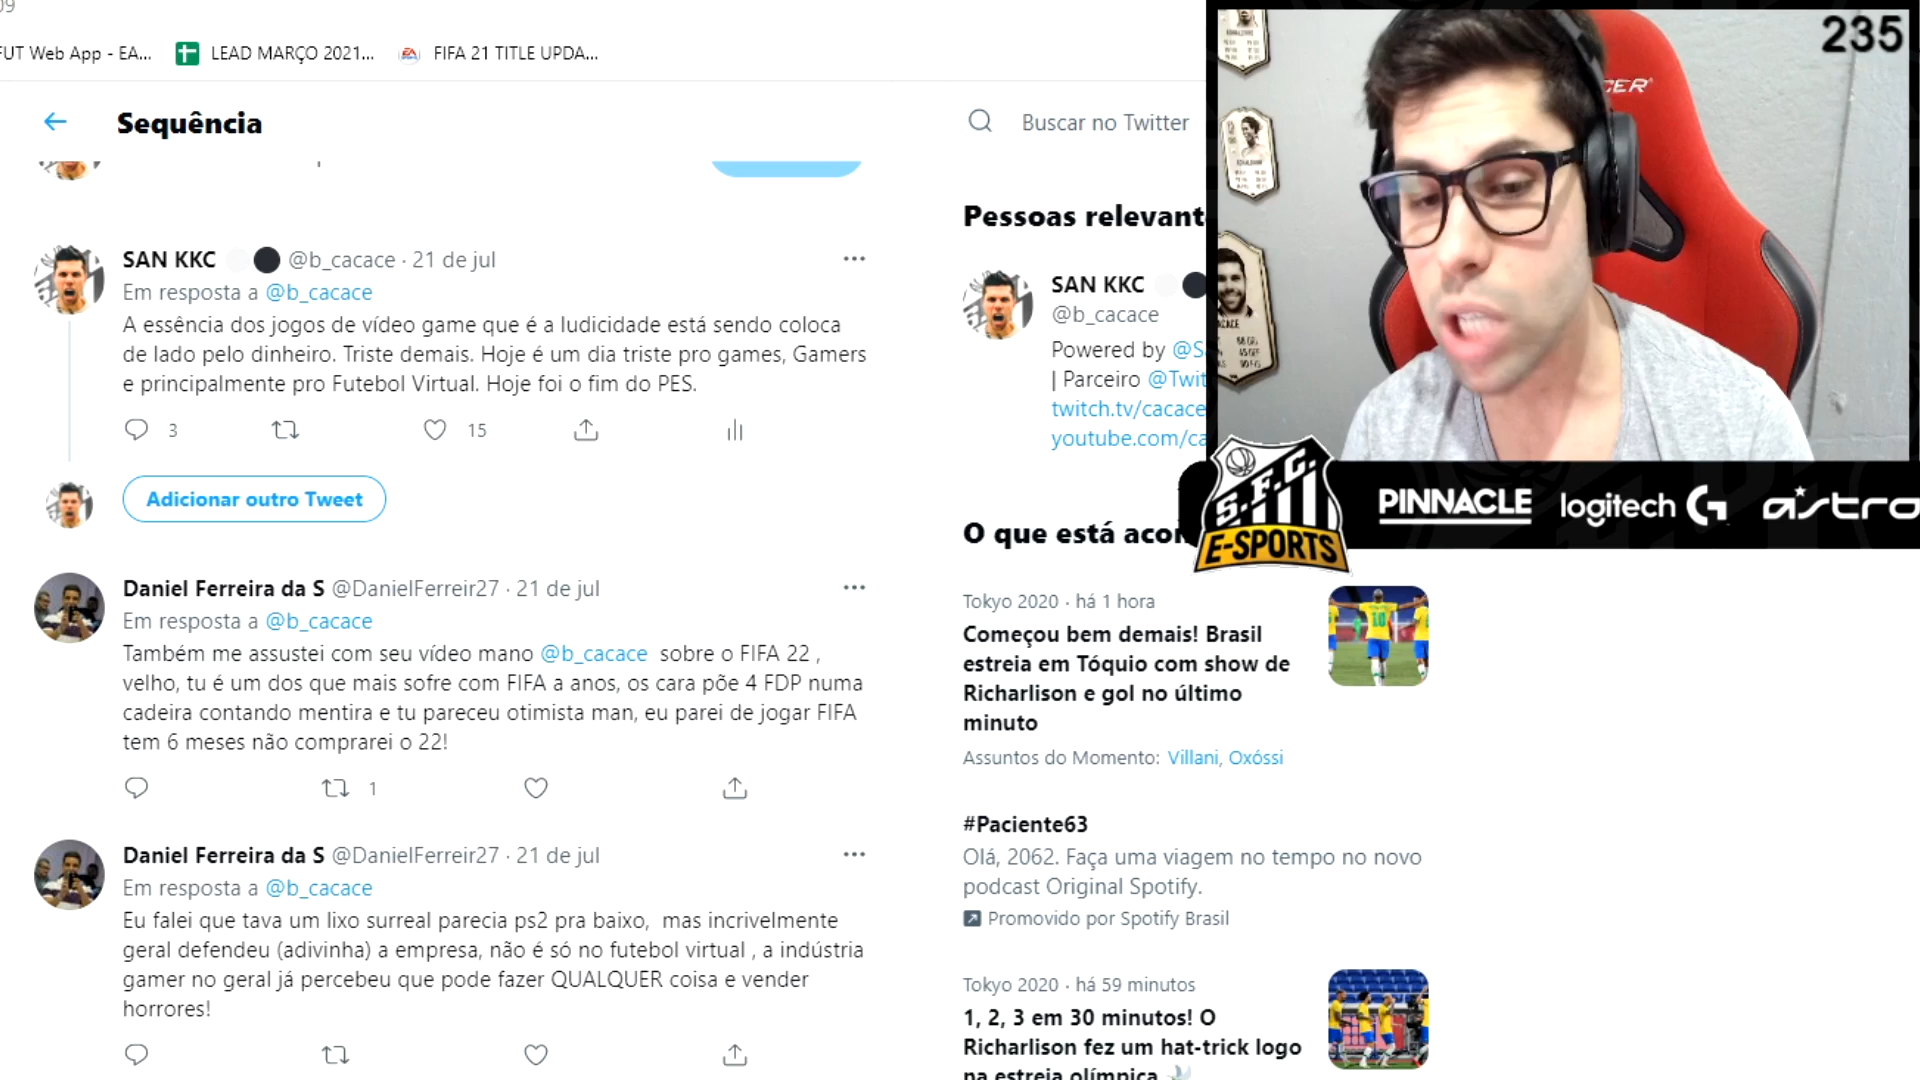 09
FUT Web App - EA...
LEAD MARÇO 2021...
FIFA 21 TITLE UPDA...
Sequência
SAN KKC @b_cacace · 21 de jul
Em resposta a @b_cacace
A essência dos jogos de vídeo game que é a ludicidade está sendo coloca
de lado pelo dinheiro. Triste demais. Hoje é um dia triste pro games, Gamers
e principalmente pro Futebol Virtual. Hoje foi o fim do PES.
3
15
Adicionar outro Tweet
Daniel Ferreira da S @DanielFerreir27 · 21 de jul
Em resposta a @b_cacace
Também me assustei com seu vídeo mano @b_cacace sobre o FIFA 22 ,
velho, tu é um dos que mais sofre com FIFA a anos, os cara põe 4 FDP numa
cadeira contando mentira e tu pareceu otimista man, eu parei de jogar FIFA
tem 6 meses não comprarei o 22!
1
Daniel Ferreira da S @DanielFerreir27 · 21 de jul
Em resposta a @b_cacace
Eu falei que tava um lixo surreal parecia ps2 pra baixo, mas incrivelmente
geral defendeu (adivinha) a empresa, não é só no futebol virtual , a indústria
gamer no geral já percebeu que pode fazer QUALQUER coisa e vender
horrores!
Buscar no Twitter
Pessoas relevant
SAN KKC
@b_cacace
Powered by @S
| Parceiro @Twit
twitch.tv/cacace
youtube.com/ca
O que está aco
Tokyo 2020 · há 1 hora
Começou bem demais! Brasil
estreia em Tóquio com show de
Richarlison e gol no último
minuto
Assuntos do Momento: Villani, Oxóssi
#Paciente63
Olá, 2062. Faça uma viagem no tempo no novo
podcast Original Spotify.
Promovido por Spotify Brasil
Tokyo 2020 · há 59 minutos
1, 2, 3 em 30 minutos! O
Richarlison fez um hat-trick logo
na estreia olímpica
235
CER
S.F.C.
E-SPORTS
PINNACLE
logitech G
astro
10